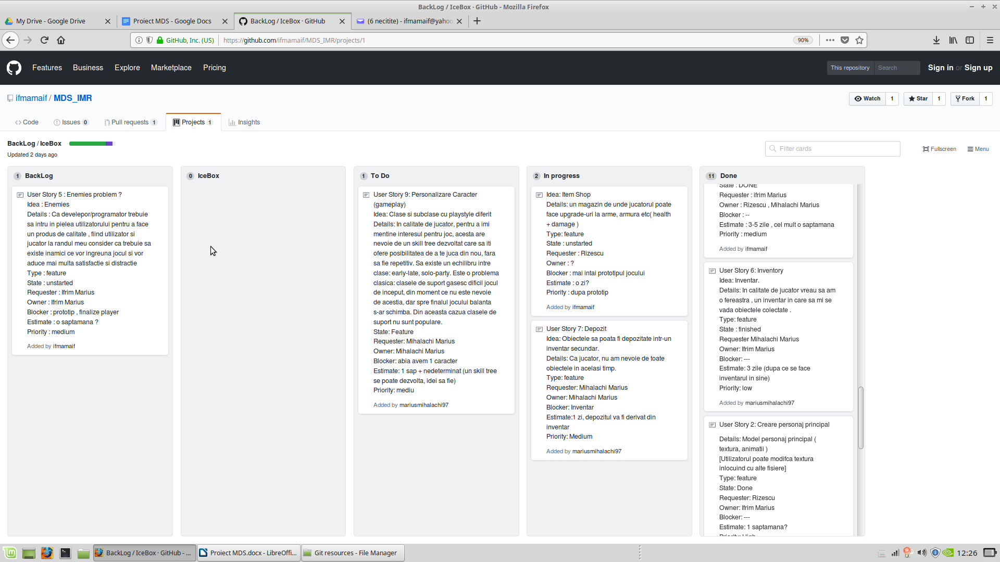 BackLog / IceBox · GitHub - Mozilla Firefox
My Drive - Google Drive
Proiect MDS - Google Docs
BackLog / IceBox · GitHub
(6 necitite) - ifmamaif@yahoo
GitHub, Inc. (US)
https://github.com/ifmamaif/MDS_IMR/projects/1
90%
Features
Business
Explore
Marketplace
Pricing
This repository
Search
Sign in or Sign up
ifmamaif / MDS_IMR
Watch 1
Star 1
Fork 1
Code
Issues 0
Pull requests 1
Projects 1
Insights
BackLog / IceBox
Updated 2 days ago
Filter cards
Fullscreen
Menu
1 BackLog
User Story 5 : Enemies problem ?
Idea : Enemies
Details : Ca develepor/programator trebuie
sa intru in pielea utilizatorului pentru a face
un produs de calitate , fiind utilizator si
jucator la randul meu consider ca trebuie sa
existe inamici ce vor ingreuna jocul si vor
aduce mai multa satisfactie si distractie
Type : feature
State : unstarted
Requester : Ifrim Marius
Owner : Ifrim Marius
Blocker : prototip , finalize player
Estimate : o saptamana ?
Priority : medium
Added by ifmamaif
0 IceBox
1 To Do
User Story 9: Personalizare Caracter
(gameplay)
Idea: Clase si subclase cu playstyle diferit
Details: In calitate de jucator, pentru a imi
mentine interesul pentru joc, acesta are
nevoie de un skill tree dezvoltat care sa iti
ofere posibilitatea de a te juca din nou, fara
sa fie repetitiv. Sa existe un echilibru intre
clase: early-late, solo-party. Este o problema
clasica: clasele de suport gasesc dificil jocul
de inceput, din moment ce nu este nevoie
de acestia, dar spre finalul jocului balanta
s-ar schimba. Din aceasta cazua clasele de
suport nu sunt populare.
State: Feature
Requester: Mihalachi Marius
Owner: Mihalachi Marius
Blocker: abia avem 1 caracter
Estimate: 1 sap + nedeterminat (un skill tree
se poate dezvolta, idei sa fie)
Priority: mediu
Added by mariusmihalachi97
2 In progress
Idea: Item Shop
Details: un magazin de unde jucatorul poate
face upgrade-uri la arme, armura etc( health
+ damage )
Type: feature
State : unstarted
Requester : Rizescu
Owner : ?
Blocker : mai intai prototipul jocului
Estimate : o zi?
Priority : dupa prototip
Added by ifmamaif
User Story 7: Depozit
Idea: Obiectele sa poata fi depozitate intr-un
inventar secundar.
Details: Ca jucator, nu am nevoie de toate
obiectele in acelasi timp.
Type: feature
Requester: Mihalachi Marius
Owner: Mihalachi Marius
Blocker: Inventar
Estimate:1 zi, depozitul va fi derivat din
inventar
Priority: Medium
Added by mariusmihalachi97
11 Done
State : DONE
Requester : ifrim Marius
Owner : Rizescu , Mihalachi Marius
Blocker : --
Estimate : 3-5 zile , cel mult o saptamana
Priority : medium
Added by ifmamaif
User Story 6: Inventory
Idea: Inventar.
Details: In calitate de jucator vreau sa am
o fereastra , un inventar in care sa mi se
vada obiectele colectate .
Type: feature
State : finished
Requester Mihalachi Marius
Owner: Ifrim Marius
Blocker: ---
Estimate: 3 zile (dupa ce se face
inventarul in sine)
Priority: low
Added by mariusmihalachi97
User Story 2: Creare personaj principal
Details: Model personaj principal (
textura, animatii )
[Utilizatorul poate modifca textura
inlocuind cu alte fisiere]
Type: feature
State: Done
Requester: Rizescu
Owner: Ifrim Marius
Blocker: ---
Estimate: 1 saptamana?
Priority: High
BackLog / IceBox · GitHub - ...
Proiect MDS.docx - LibreOffi...
Git resources - File Manager
12:26